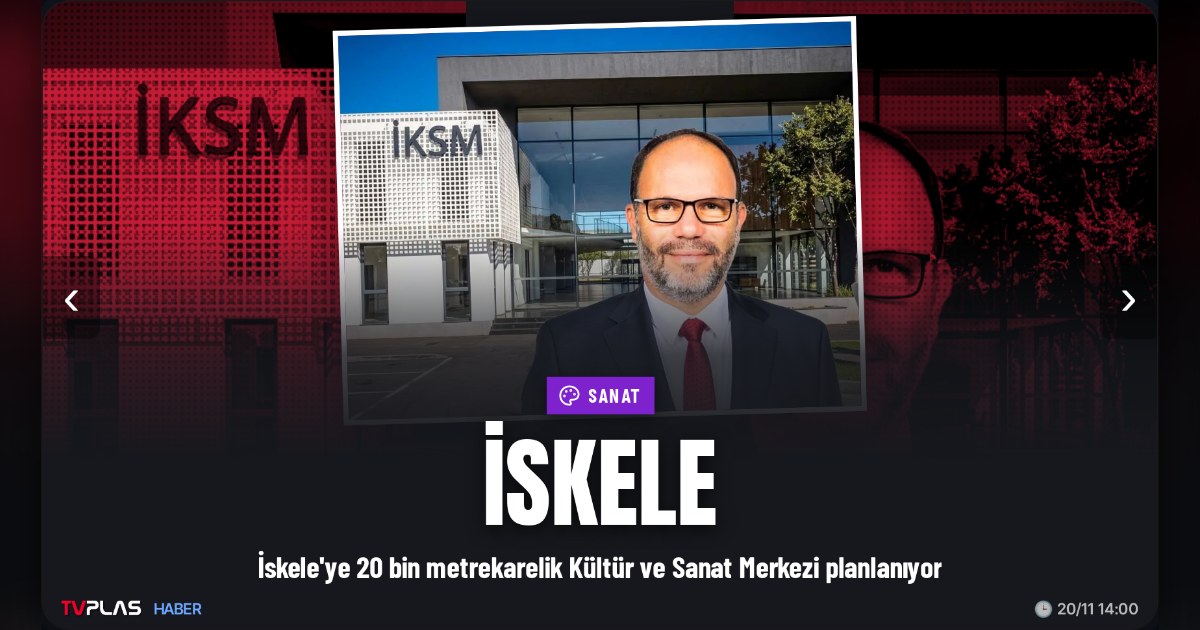 İKSM
İKSM
SANAT
İSKELE
İskele'ye 20 bin metrekarelik Kültür ve Sanat Merkezi planlanıyor
TVPLAS HABER
20/11 14:00